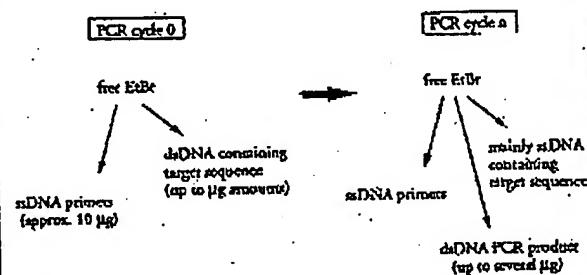 PCR cycle 0
free EtBr
ssDNA primers
(approx. 10 µg)
dsDNA containing
target sequence
(up to µg amounts)
PCR cycle n
free EtBr
ssDNA primers
mainly ssDNA
containing
target sequence
dsDNA PCR product
(up to several µg)